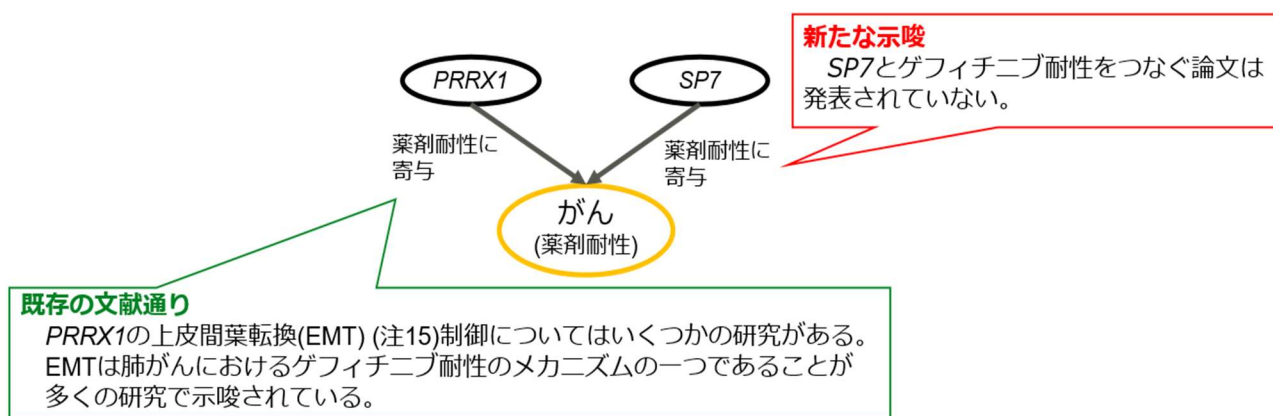 新たな示唆
SP7とゲフィチニブ耐性をつなぐ論文は
発表されていない。
PRRX1
SP7
薬剤耐性に
寄与
薬剤耐性に
寄与
がん
(薬剤耐性)
既存の文献通り
PRRX1の上皮間葉転換(EMT) (注15)制御についてはいくつかの研究がある。
EMTは肺がんにおけるゲフィチニブ耐性のメカニズムの一つであることが
多くの研究で示唆されている。